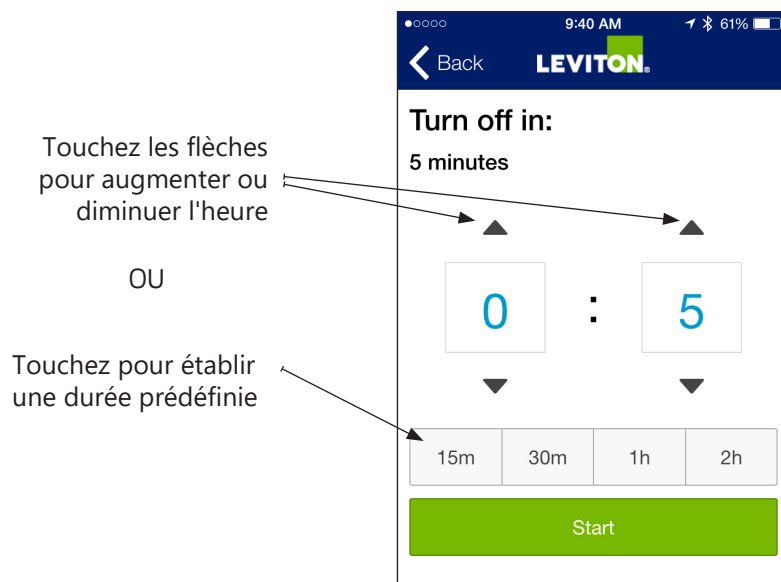 9:40 AM
61%
Back
LEVITON®
Turn off in:
5 minutes
Touchez les flèches
pour augmenter ou
diminuer l'heure
OU
0 : 5
Touchez pour établir
une durée prédéfinie
15m 30m 1h 2h
Start